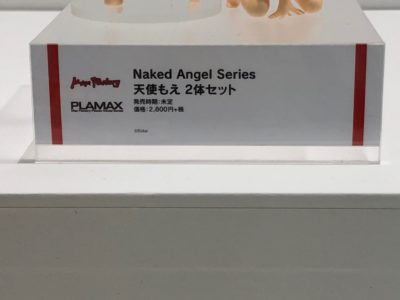 Max Factory
Naked Angel Series
PLAMAX
天使もえ 2体セット
発売時期：未定
価格：2,800円+税